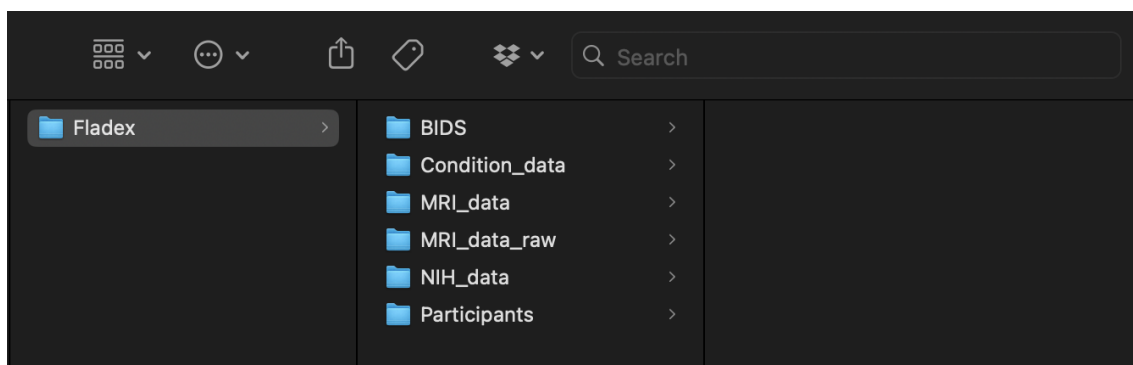 Search
Fladex
BIDS
Condition_data
MRI_data
MRI_data_raw
NIH_data
Participants